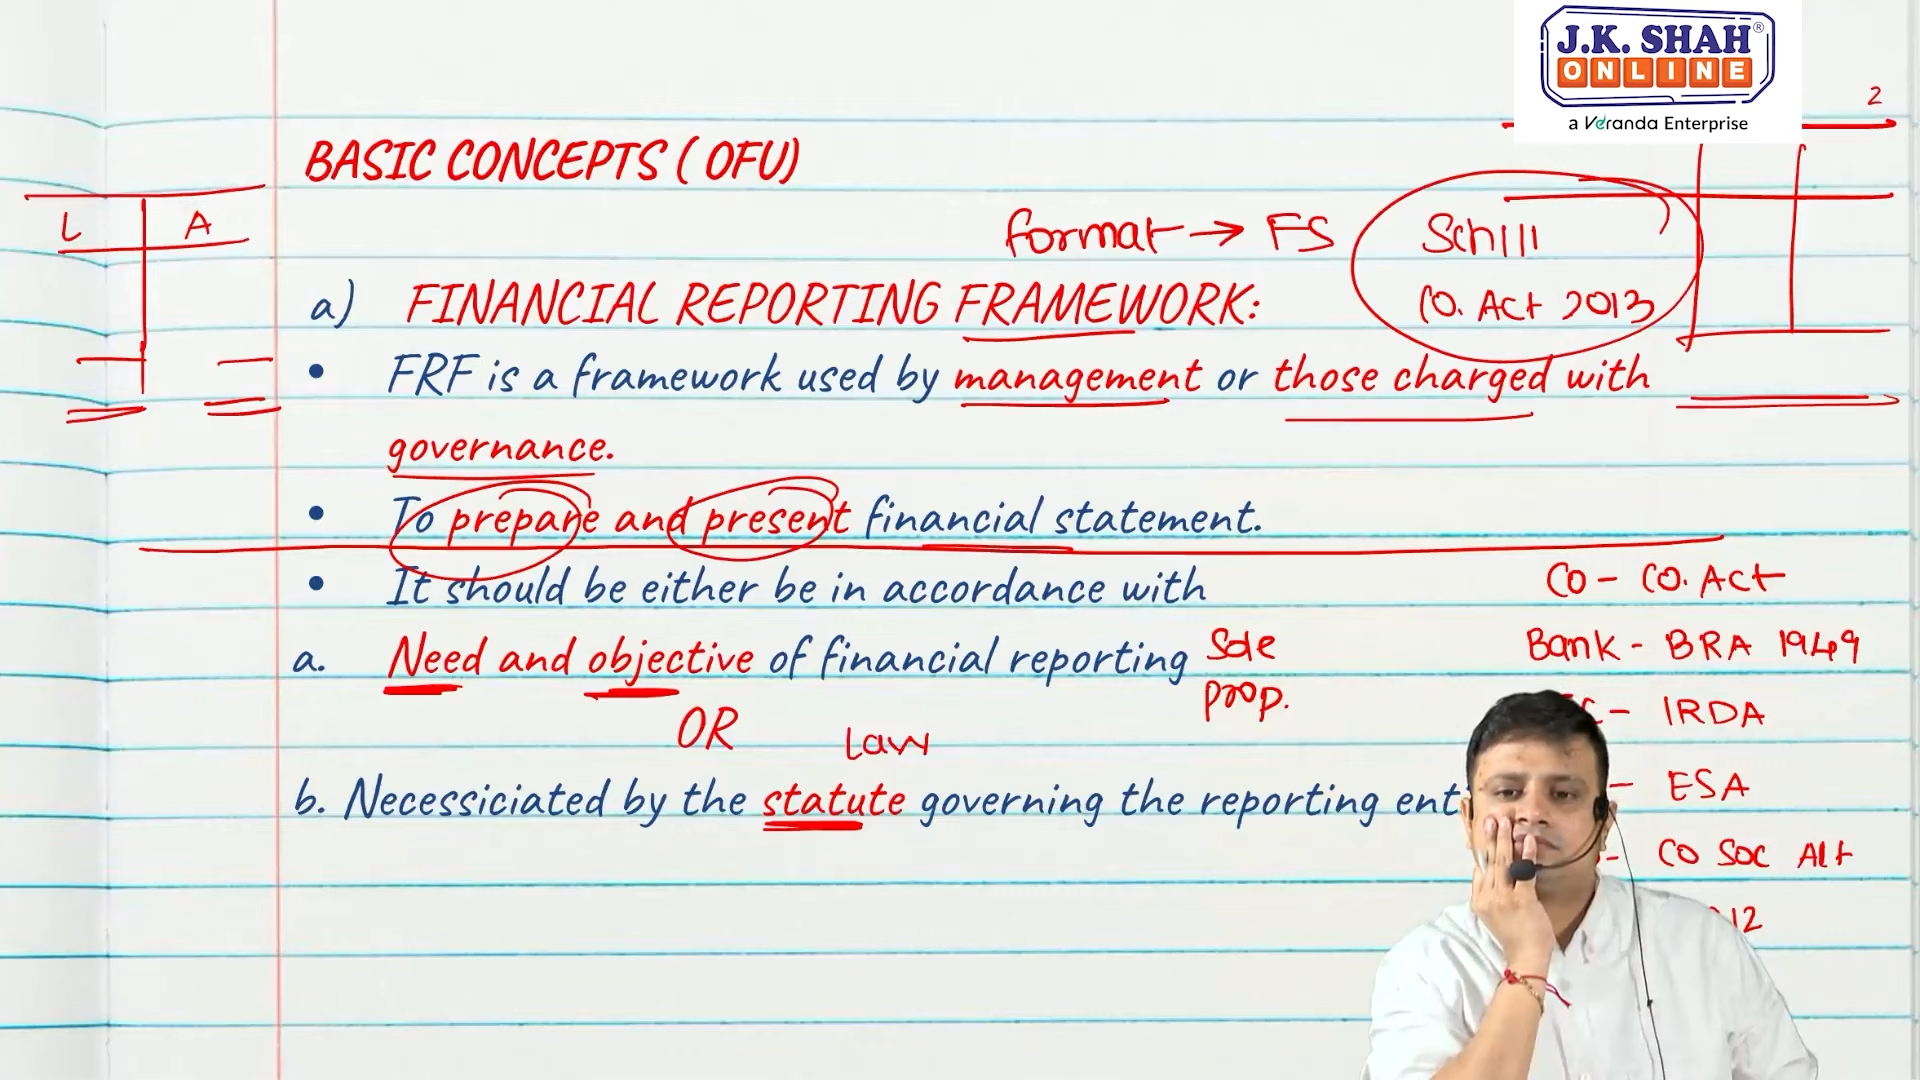 J.K. SHAH®
ONLINE
a Veranda Enterprise
2
BASIC CONCEPTS ( OFU)
L A
format → FS
Sch III
CO. Act 2013
a) FINANCIAL REPORTING FRAMEWORK:
• FRF is a framework used by management or those charged with
governance.
• To prepare and present financial statement.
• It should be either be in accordance with
CO - CO. Act
a. Need and objective of financial reporting
Sole
prop.
Bank - BRA 1949
OR
Law
- IRDA
b. Necessiciated by the statute governing the reporting
- ESA
- CO SOC
12